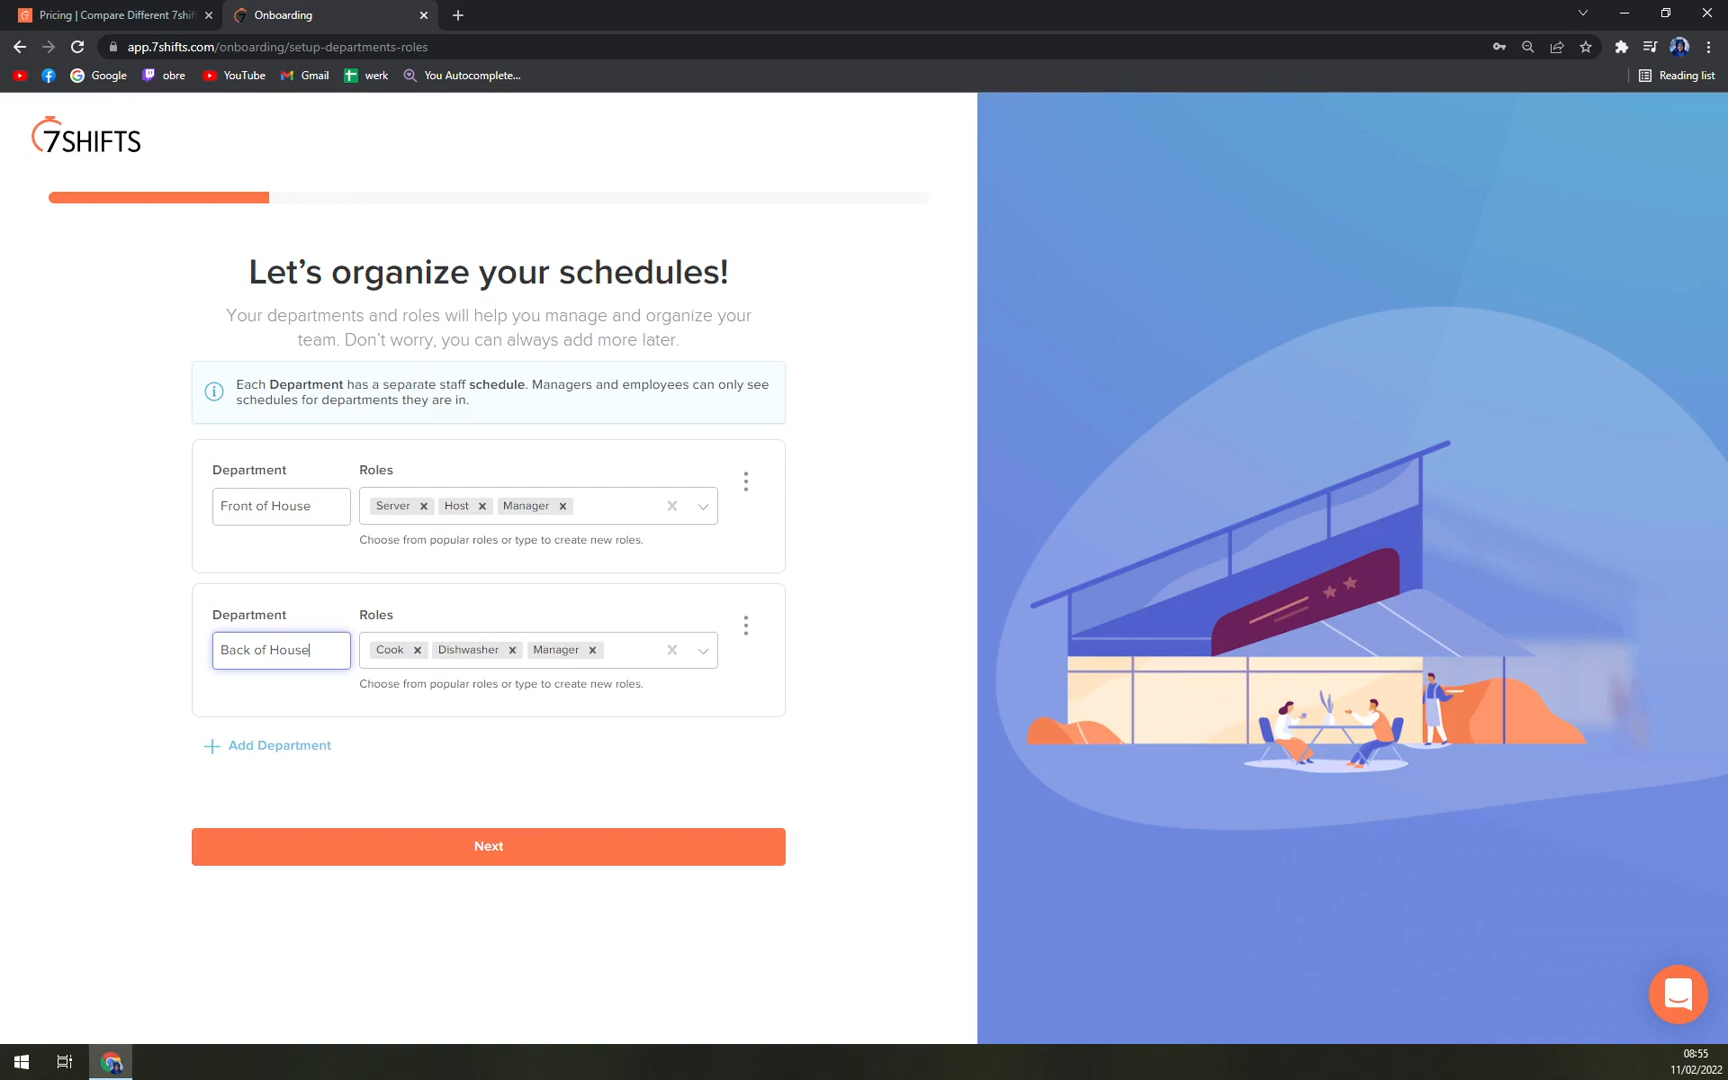 Pricing | Compare Different 7shif
Onboarding
app.7shifts.com/onboarding/setup-departments-roles
Google
obre
YouTube
Gmail
werk
You Autocomplete...
Reading list
7SHIFTS
Let's organize your schedules!
Your departments and roles will help you manage and organize your
team. Don't worry, you can always add more later.
Each Department has a separate staff schedule. Managers and employees can only see
schedules for departments they are in.
Department Roles
Front of House Server Host Manager
Choose from popular roles or type to create new roles.
Department Roles
Back of House Cook Dishwasher Manager
Choose from popular roles or type to create new roles.
Add Department
Next
08:55
11/02/2022